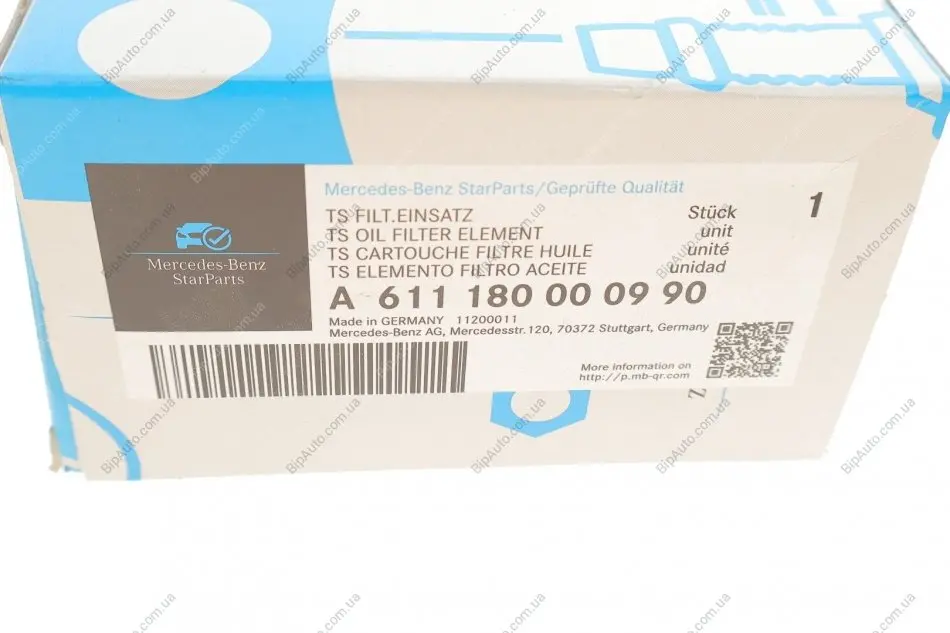 Mercedes-Benz StarParts/Geprüfte Qualität
TS FILT.EINSATZ
TS OIL FILTER ELEMENT
TS CARTOUCHE FILTRE HUILE
TS ELEMENTO FILTRO ACEITE
Stück
unit
unité
unidad
1
A 611 180 00 09 90
Made in GERMANY 11200011
Mercedes-Benz AG, Mercedesstr.120, 70372 Stuttgart, Germany
Mercedes-Benz
StarParts
More information on
http://p.mb-qr.com
Z
BipAuto.com.ua